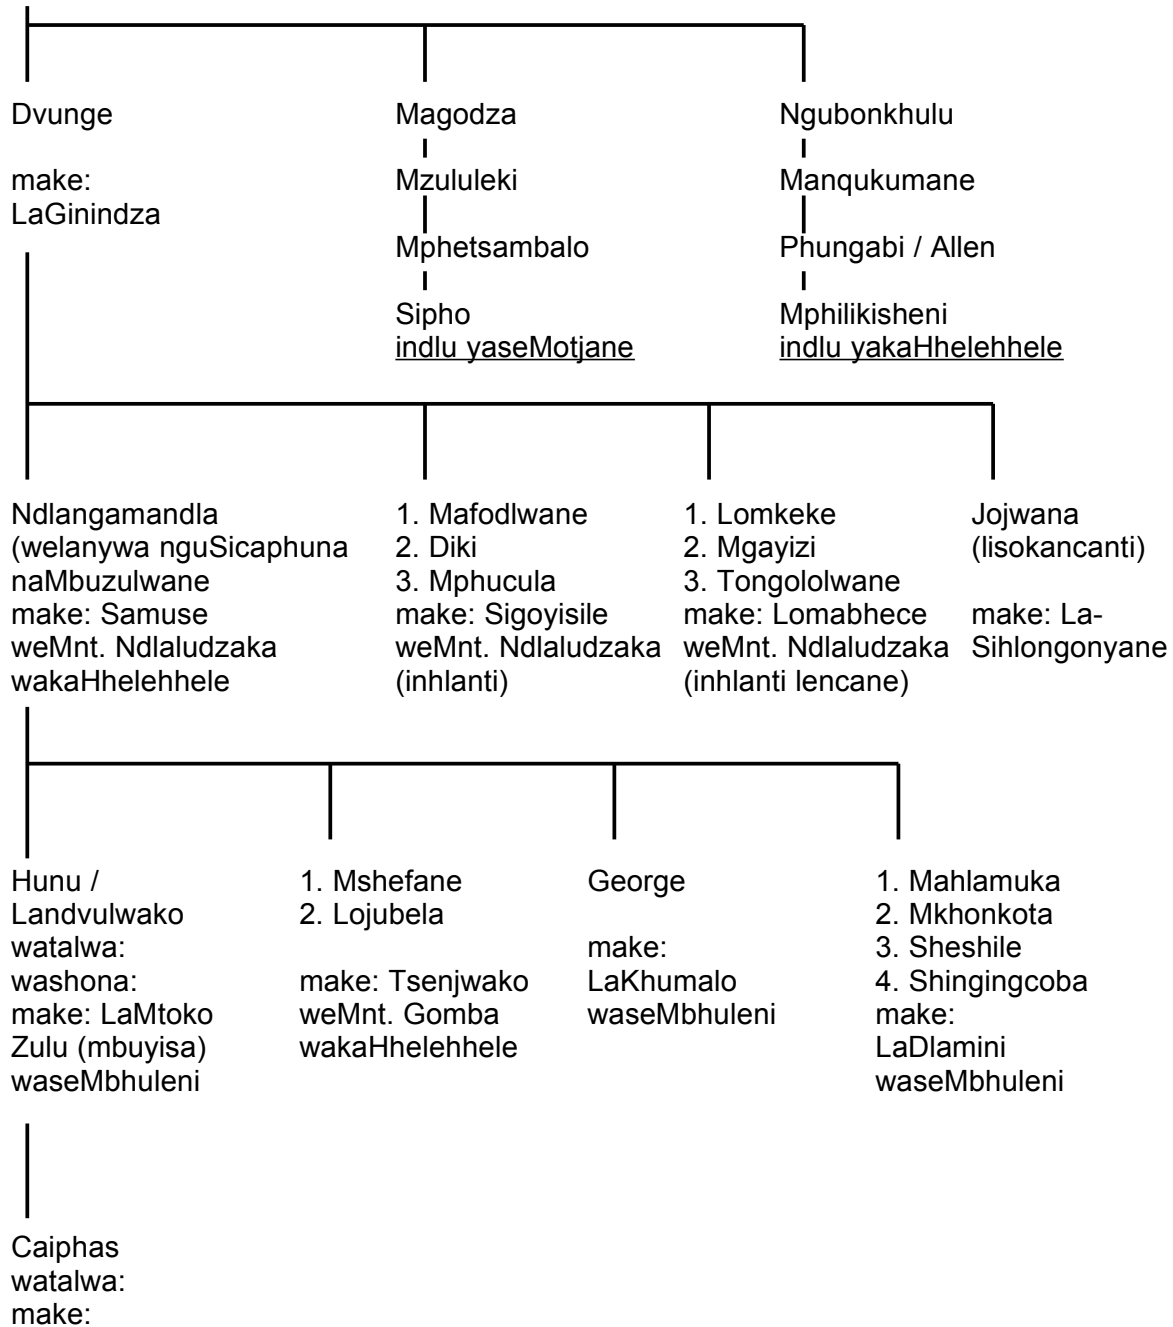 Dvunge
make:
LaGinindza
Magodza
Mzululeki
Mphetsambalo
Sipho
indlu yaseMotjane
Ngubonkhulu
Manqukumane
Phungabi / Allen
Mphilikisheni
indlu yakaHhelehhele
Ndlangamandla
(welanywa nguSicaphuna
naMbuzulwane
make: Samuse
weMnt. Ndlaludzaka
wakaHhelehhele
1. Mafodlwane
2. Diki
3. Mphucula
make: Sigoyisile
weMnt. Ndlaludzaka
(inhlanti)
1. Lomkeke
2. Mgayizi
3. Tongololwane
make: Lomabhece
weMnt. Ndlaludzaka
(inhlanti lencane)
Jojwana
(lisokancanti)
make: La-
Sihlongonyane
Hunu /
Landvulwako
watalwa:
washona:
make: LaMtoko
Zulu (mbuyisa)
waseMbhuleni
1. Mshefane
2. Lojubela
make: Tsenjwako
weMnt. Gomba
wakaHhelehhele
George
make:
LaKhumalo
waseMbhuleni
1. Mahlamuka
2. Mkhonkota
3. Sheshile
4. Shingingcoba
make:
LaDlamini
waseMbhuleni
Caiphas
watalwa:
make: